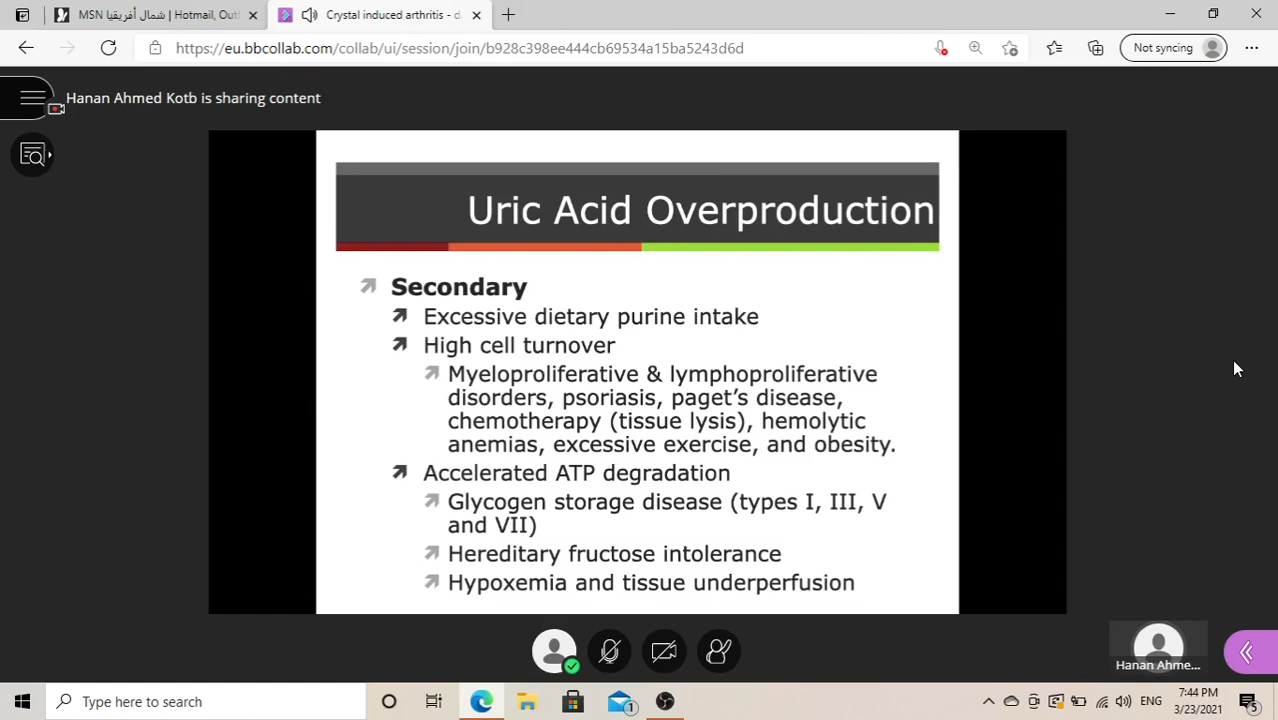 MSN شمال أفريقيا | Hotmail, Outl
Crystal induced arthritis - d
https://eu.bbcollab.com/collab/ui/session/join/b928c398ee444cb69534a15ba5243d6d
Not syncing
Hanan Ahmed Kotb is sharing content
Uric Acid Overproduction
Secondary
Excessive dietary purine intake
High cell turnover
Myeloproliferative & lymphoproliferative
disorders, psoriasis, paget’s disease,
chemotherapy (tissue lysis), hemolytic
anemias, excessive exercise, and obesity.
Accelerated ATP degradation
Glycogen storage disease (types I, III, V
and VII)
Hereditary fructose intolerance
Hypoxemia and tissue underperfusion
Hanan Ahme...
Type here to search
1
ENG
7:44 PM
3/23/2021
5